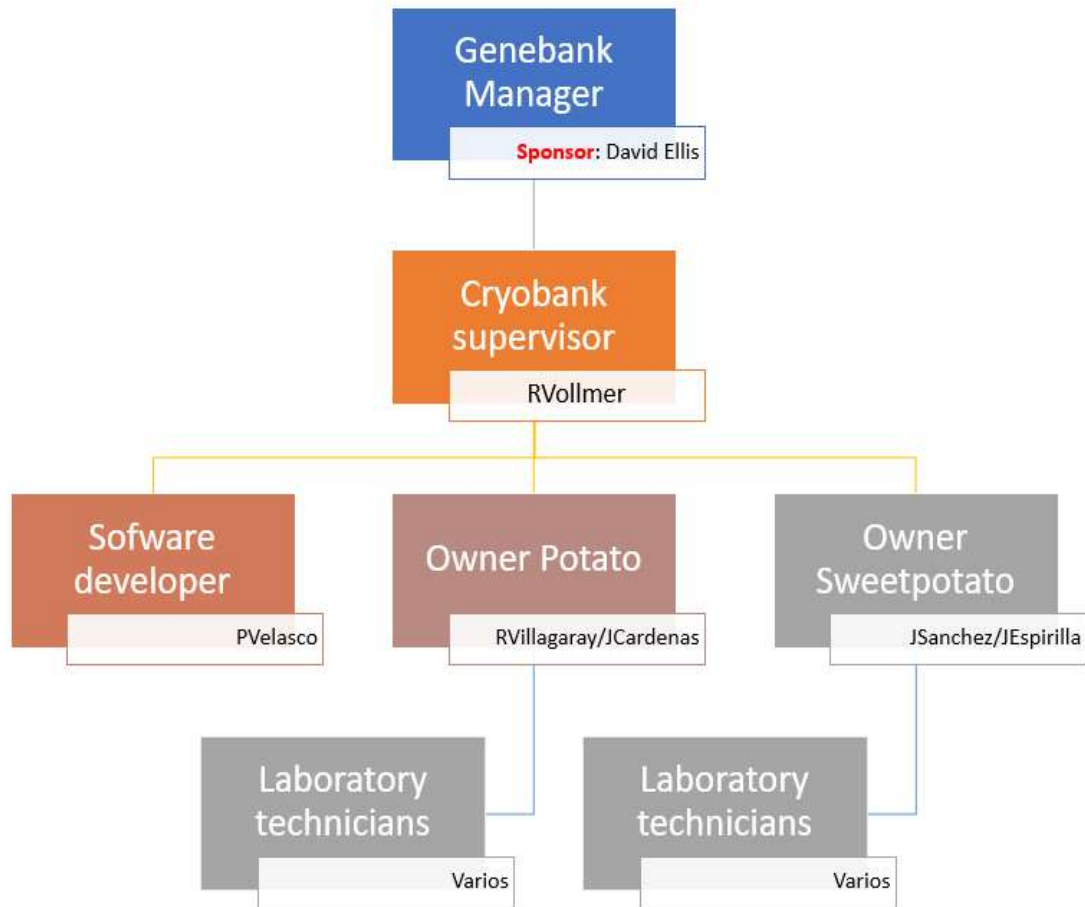 Genebank
Manager
Sponsor: David Ellis
Cryobank
supervisor
RVollmer
Sofware
developer
PVelasco
Owner Potato
RVillagaray/JCardenas
Owner
Sweetpotato
JSanchez/JEspirilla
Laboratory
technicians
Varios
Laboratory
technicians
Varios